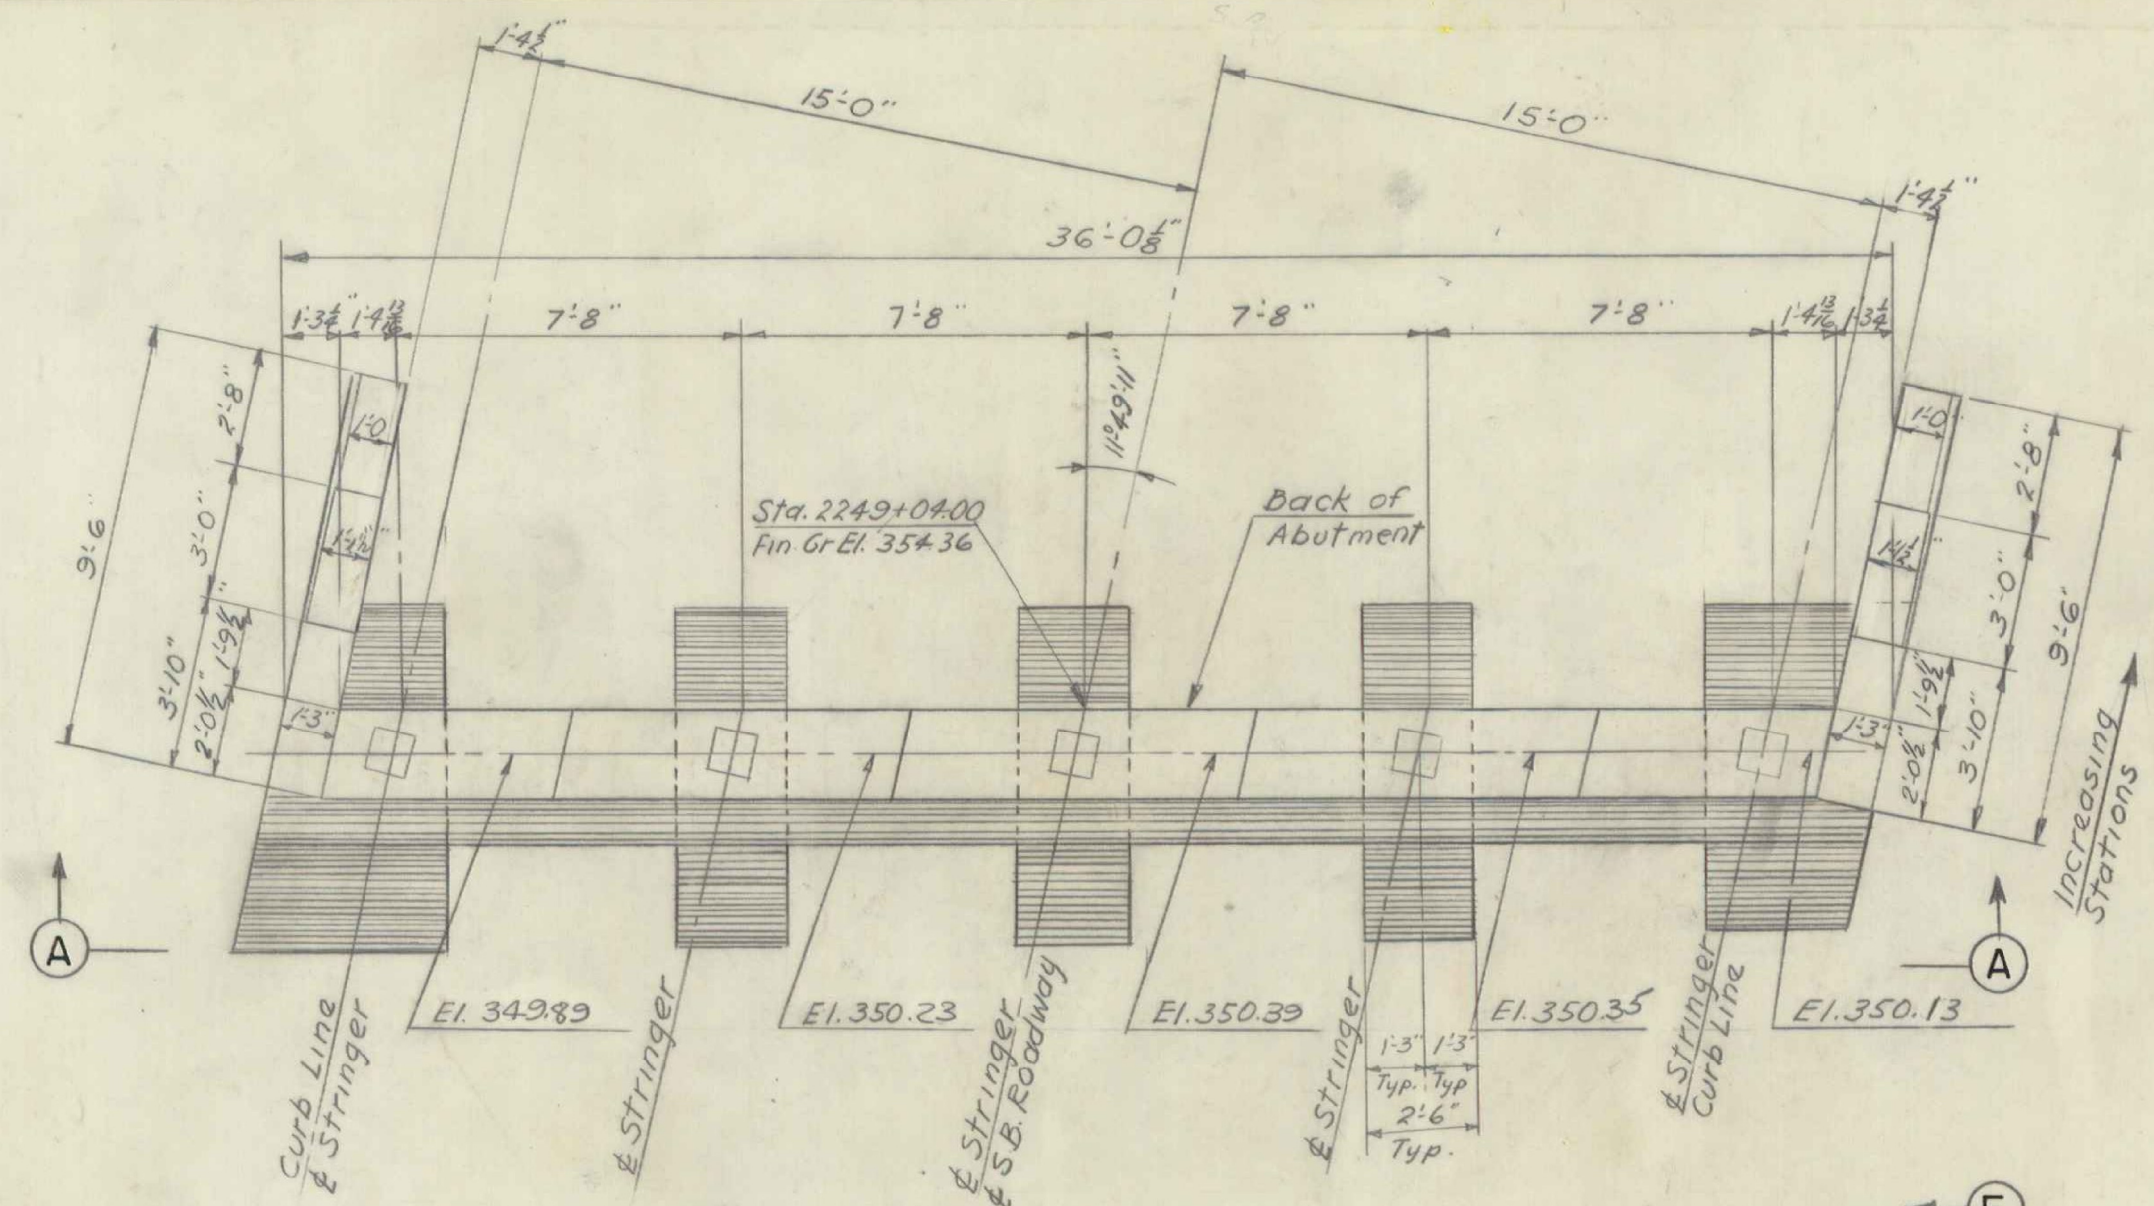 1'-4½"
15'-0"
15'-0"
1'-4½"
36'-0⅛"
1'-3¼"
1'-4 13/16
7'-8"
7'-8"
7'-8"
7'-8"
1'-4 13/16
1'-3¼
11°-49'-11"
2'-8"
1'-0
1'-0
2'-8"
9'-6"
3'-0"
1'-1½"
Sta. 2249+04.00
Fin. Gr El. 354.36
Back of
Abutment
1'-1½"
3'-0"
9'-6"
3'-10"
1'-9½"
2'-0½"
1'-3"
1'-3"
1'-9½"
2'-0½"
3'-10"
Increasing
Stations
A
A
El. 349.89
El. 350.23
El. 350.39
El. 350.35
El. 350.13
Curb Line
℄ Stringer
℄ Stringer
℄ Stringer
℄ S.B. Roadway
℄ Stringer
℄ Stringer
Curb Line
1'-3" 1'-3"
Typ. Typ
2'-6"
Typ.